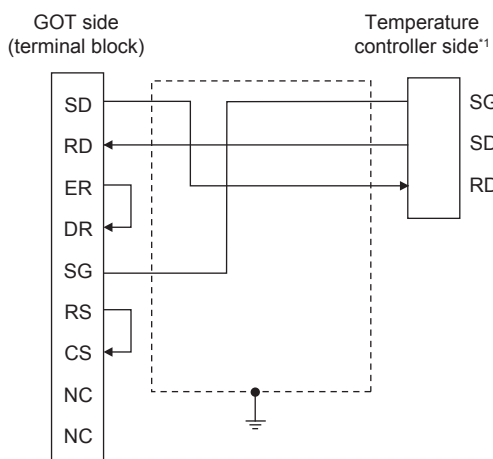 GOT side
(terminal block)
Temperature
controller side*1
SD
RD
ER
DR
SG
RS
CS
NC
NC
SG
SD
RD